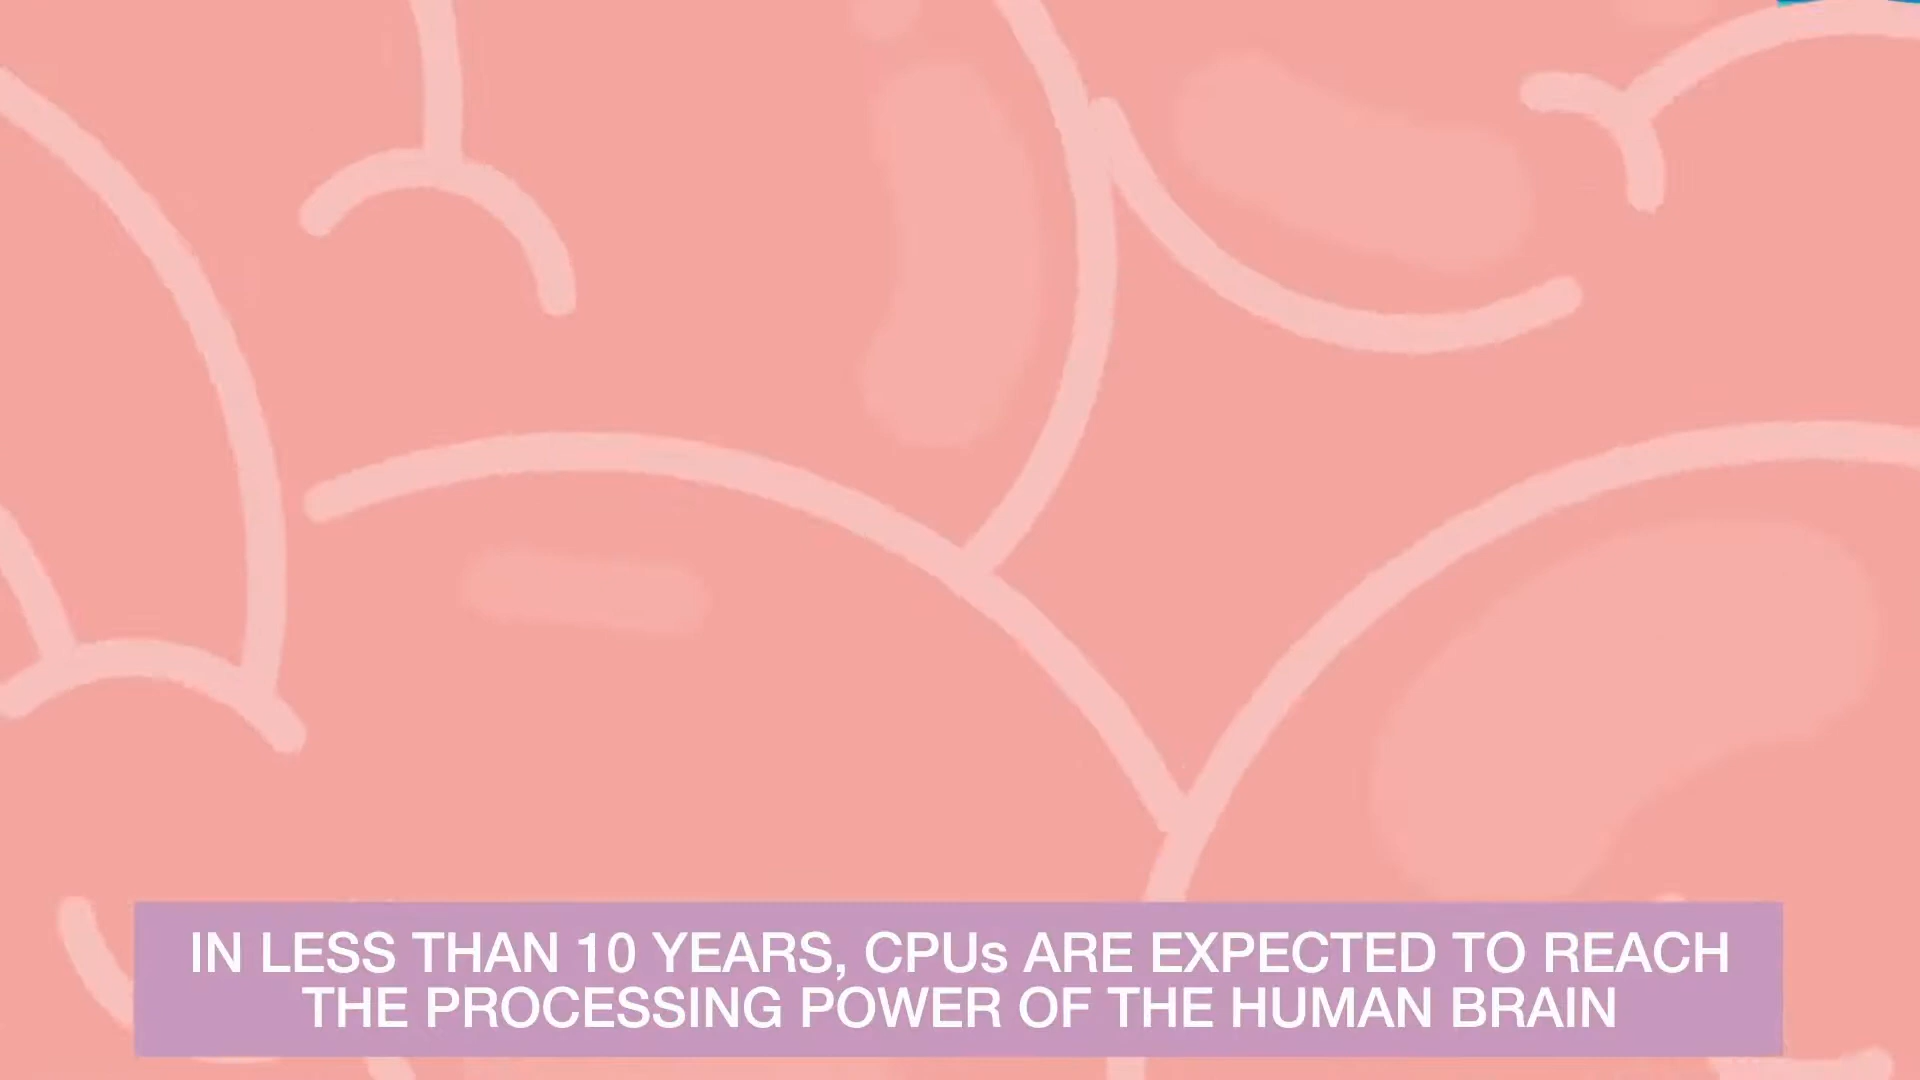 IN LESS THAN 10 YEARS, CPUs ARE EXPECTED TO REACH
THE PROCESSING POWER OF THE HUMAN BRAIN